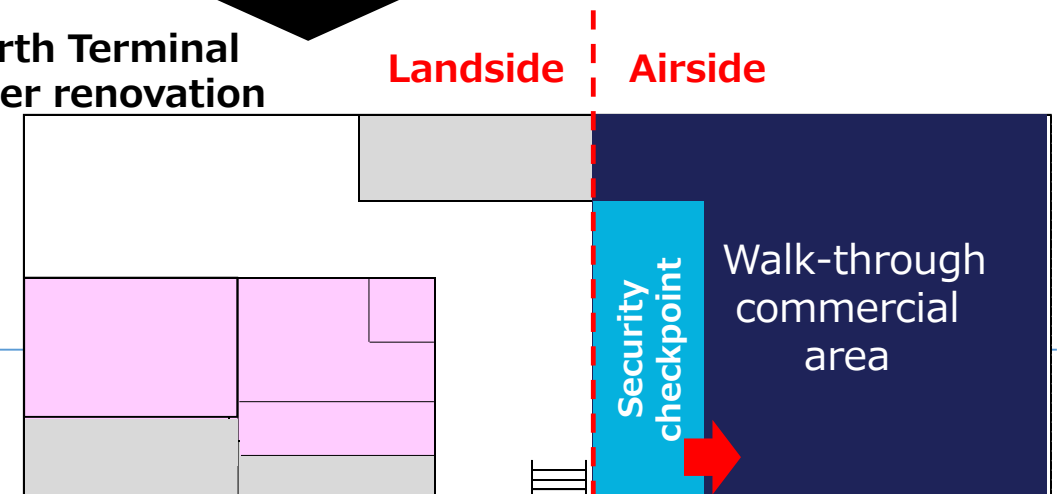 rth Terminal
er renovation
Landside
Airside
Security
checkpoint
Walk-through
commercial
area